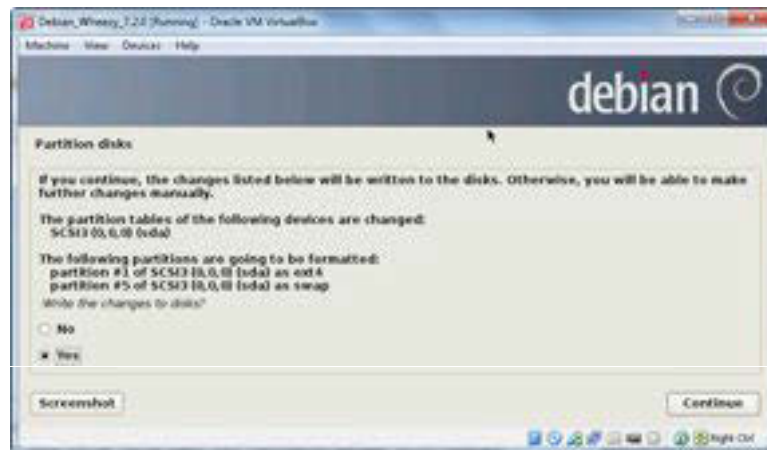 Debian_Wheezy_7.2.0 [Running] - Oracle VM VirtualBox
Machine View Devices Help
debian
Partition disks
If you continue, the changes listed below will be written to the disks. Otherwise, you will be able to make
further changes manually.
The partition tables of the following devices are changed:
SCSI3 (0,0,0) (sda)
The following partitions are going to be formatted:
partition #1 of SCSI3 (0,0,0) (sda) as ext4
partition #5 of SCSI3 (0,0,0) (sda) as swap
Write the changes to disks?
No
Yes
Screenshot
Continue
Right Ctrl